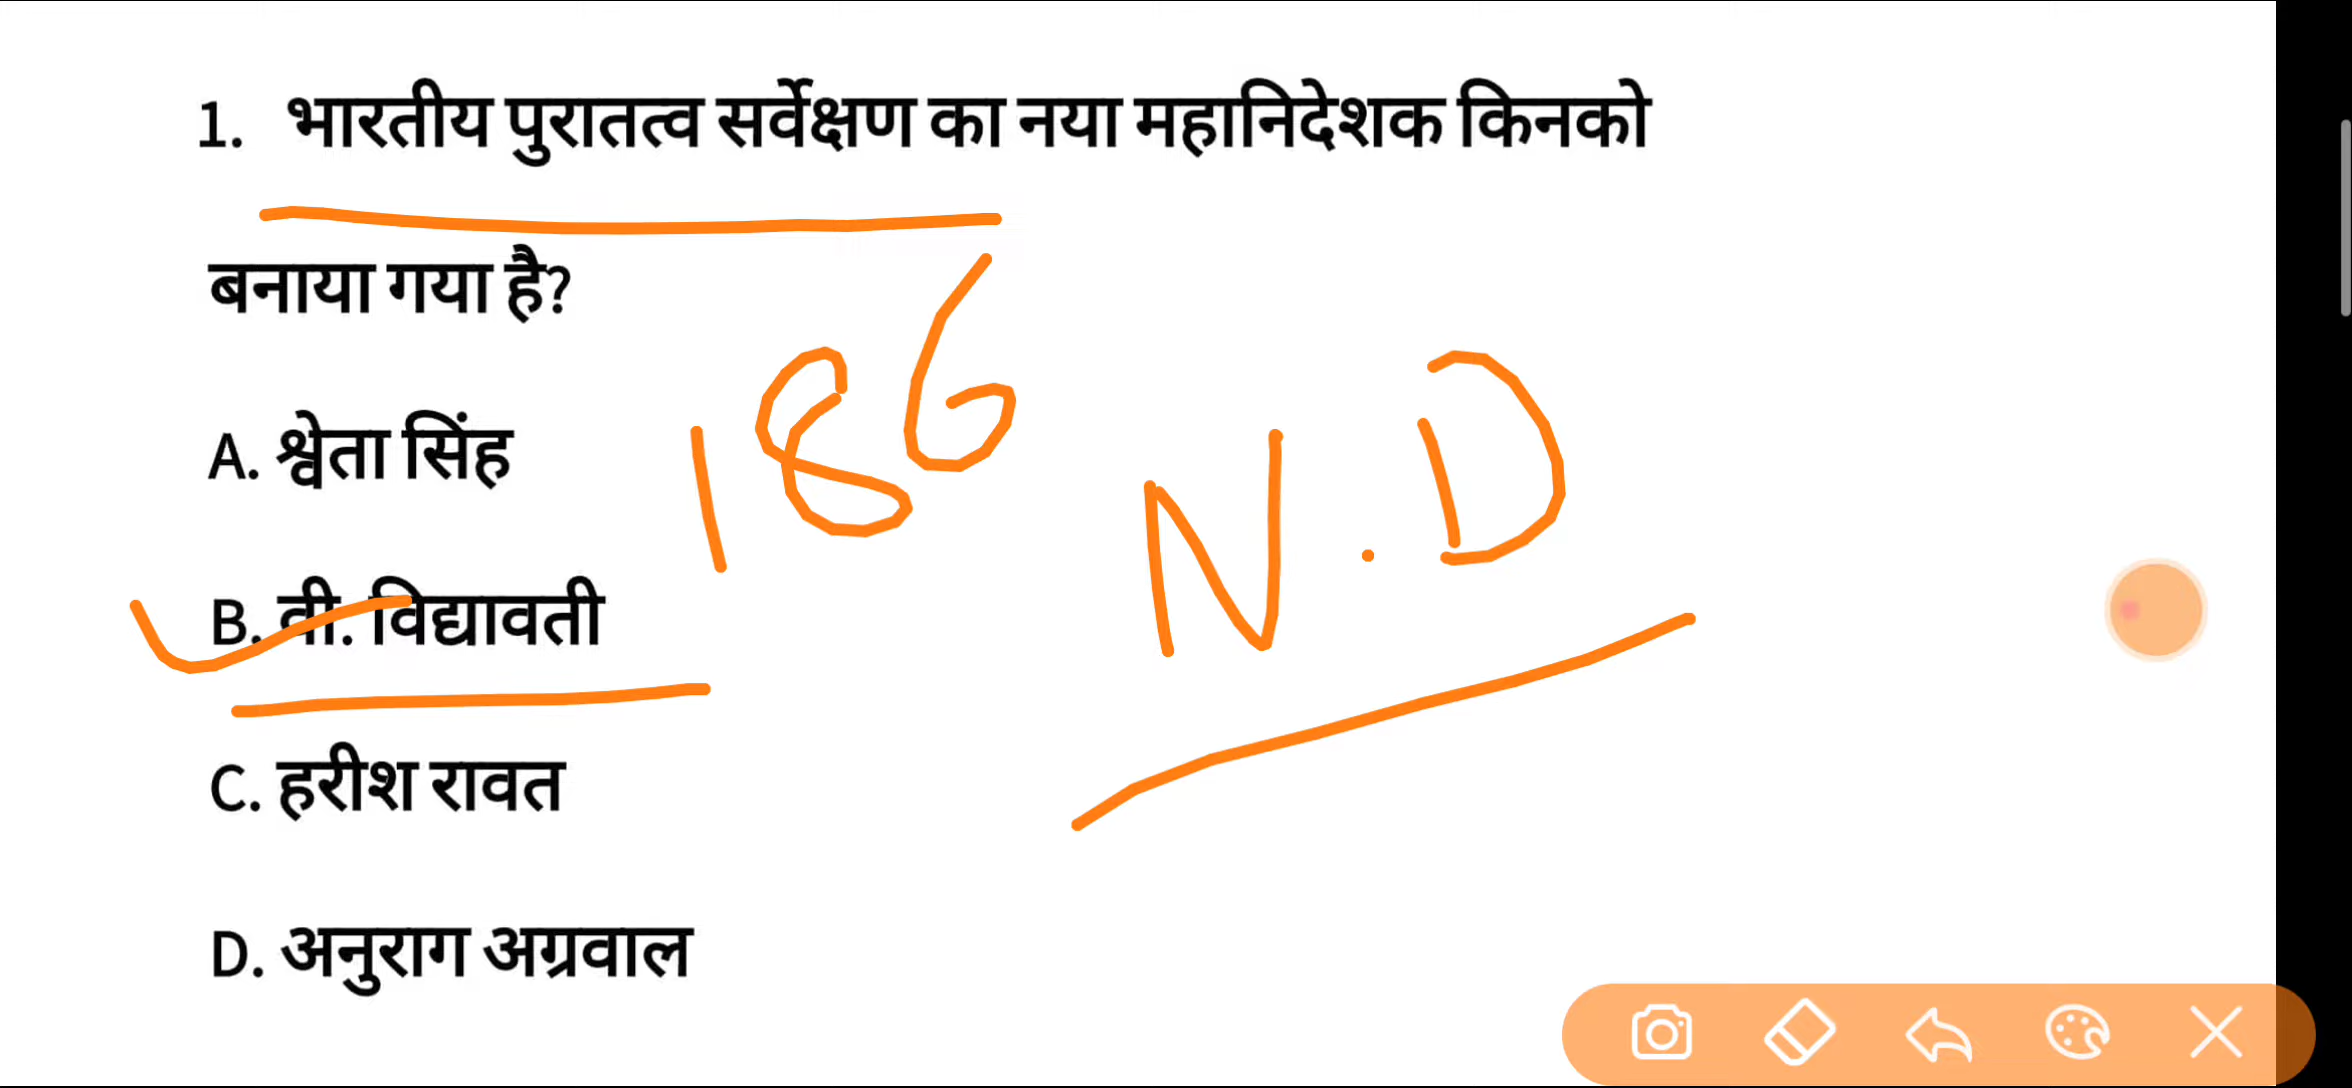 1. भारतीय पुरातत्व सर्वेक्षण का नया महानिदेशक किनको
बनाया गया है?
186
N.D
A. श्वेता सिंह
B. वी. विद्यावती
C. हरीश रावत
D. अनुराग अग्रवाल